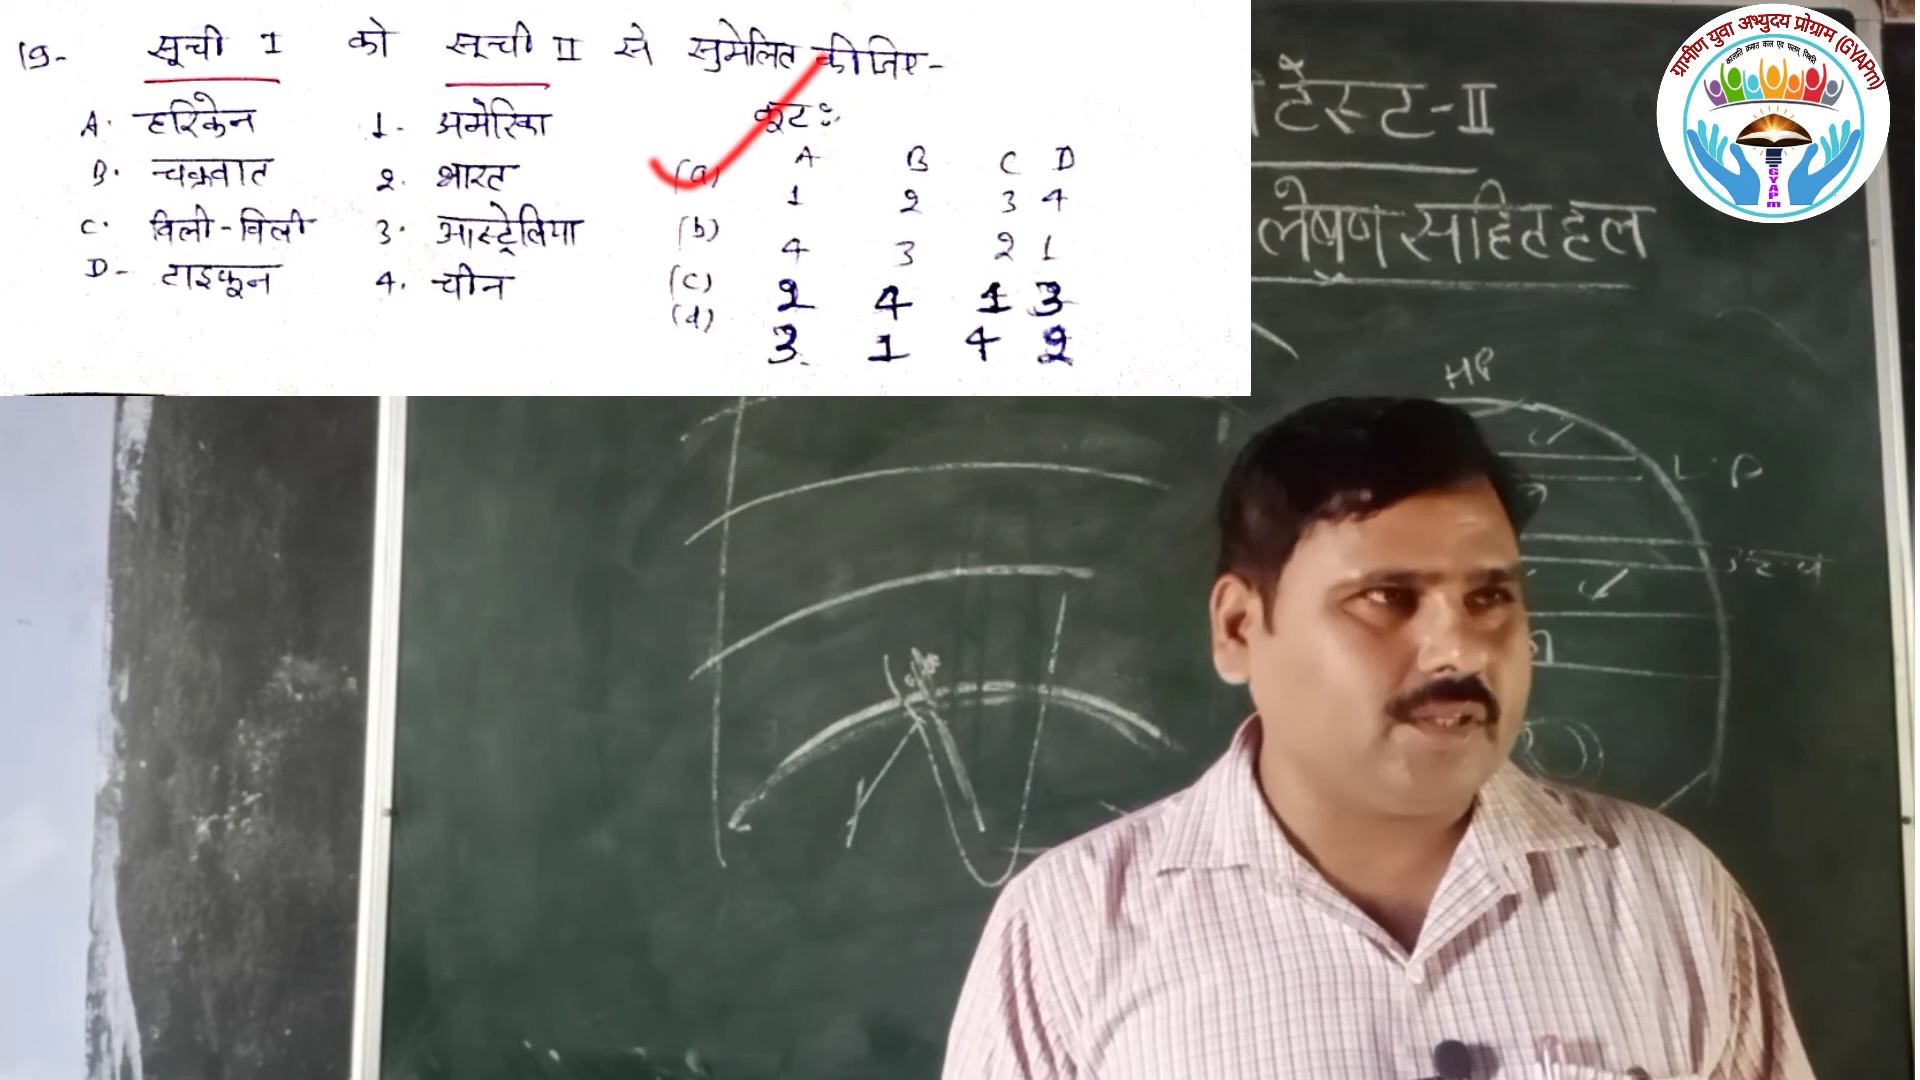 19- सूची I को सूची II से सुमेलित कीजिए-
A. हरिकेन 1- अमेरिका कूटः
B. चक्रवात 2. भारत (a) A B C D
1 2 3 4
C. विली-विली 3. आस्ट्रेलिया (b) 4 3 2 1
D- टाइफून 4. चीन (c) 2 4 1 3
(d) 3 1 4 2
ग्रामीण युवा अभ्युदय प्रोग्राम (GYAPm)
GYAPm
टेस्ट-II
लेषण सहित हल
HP
L.P